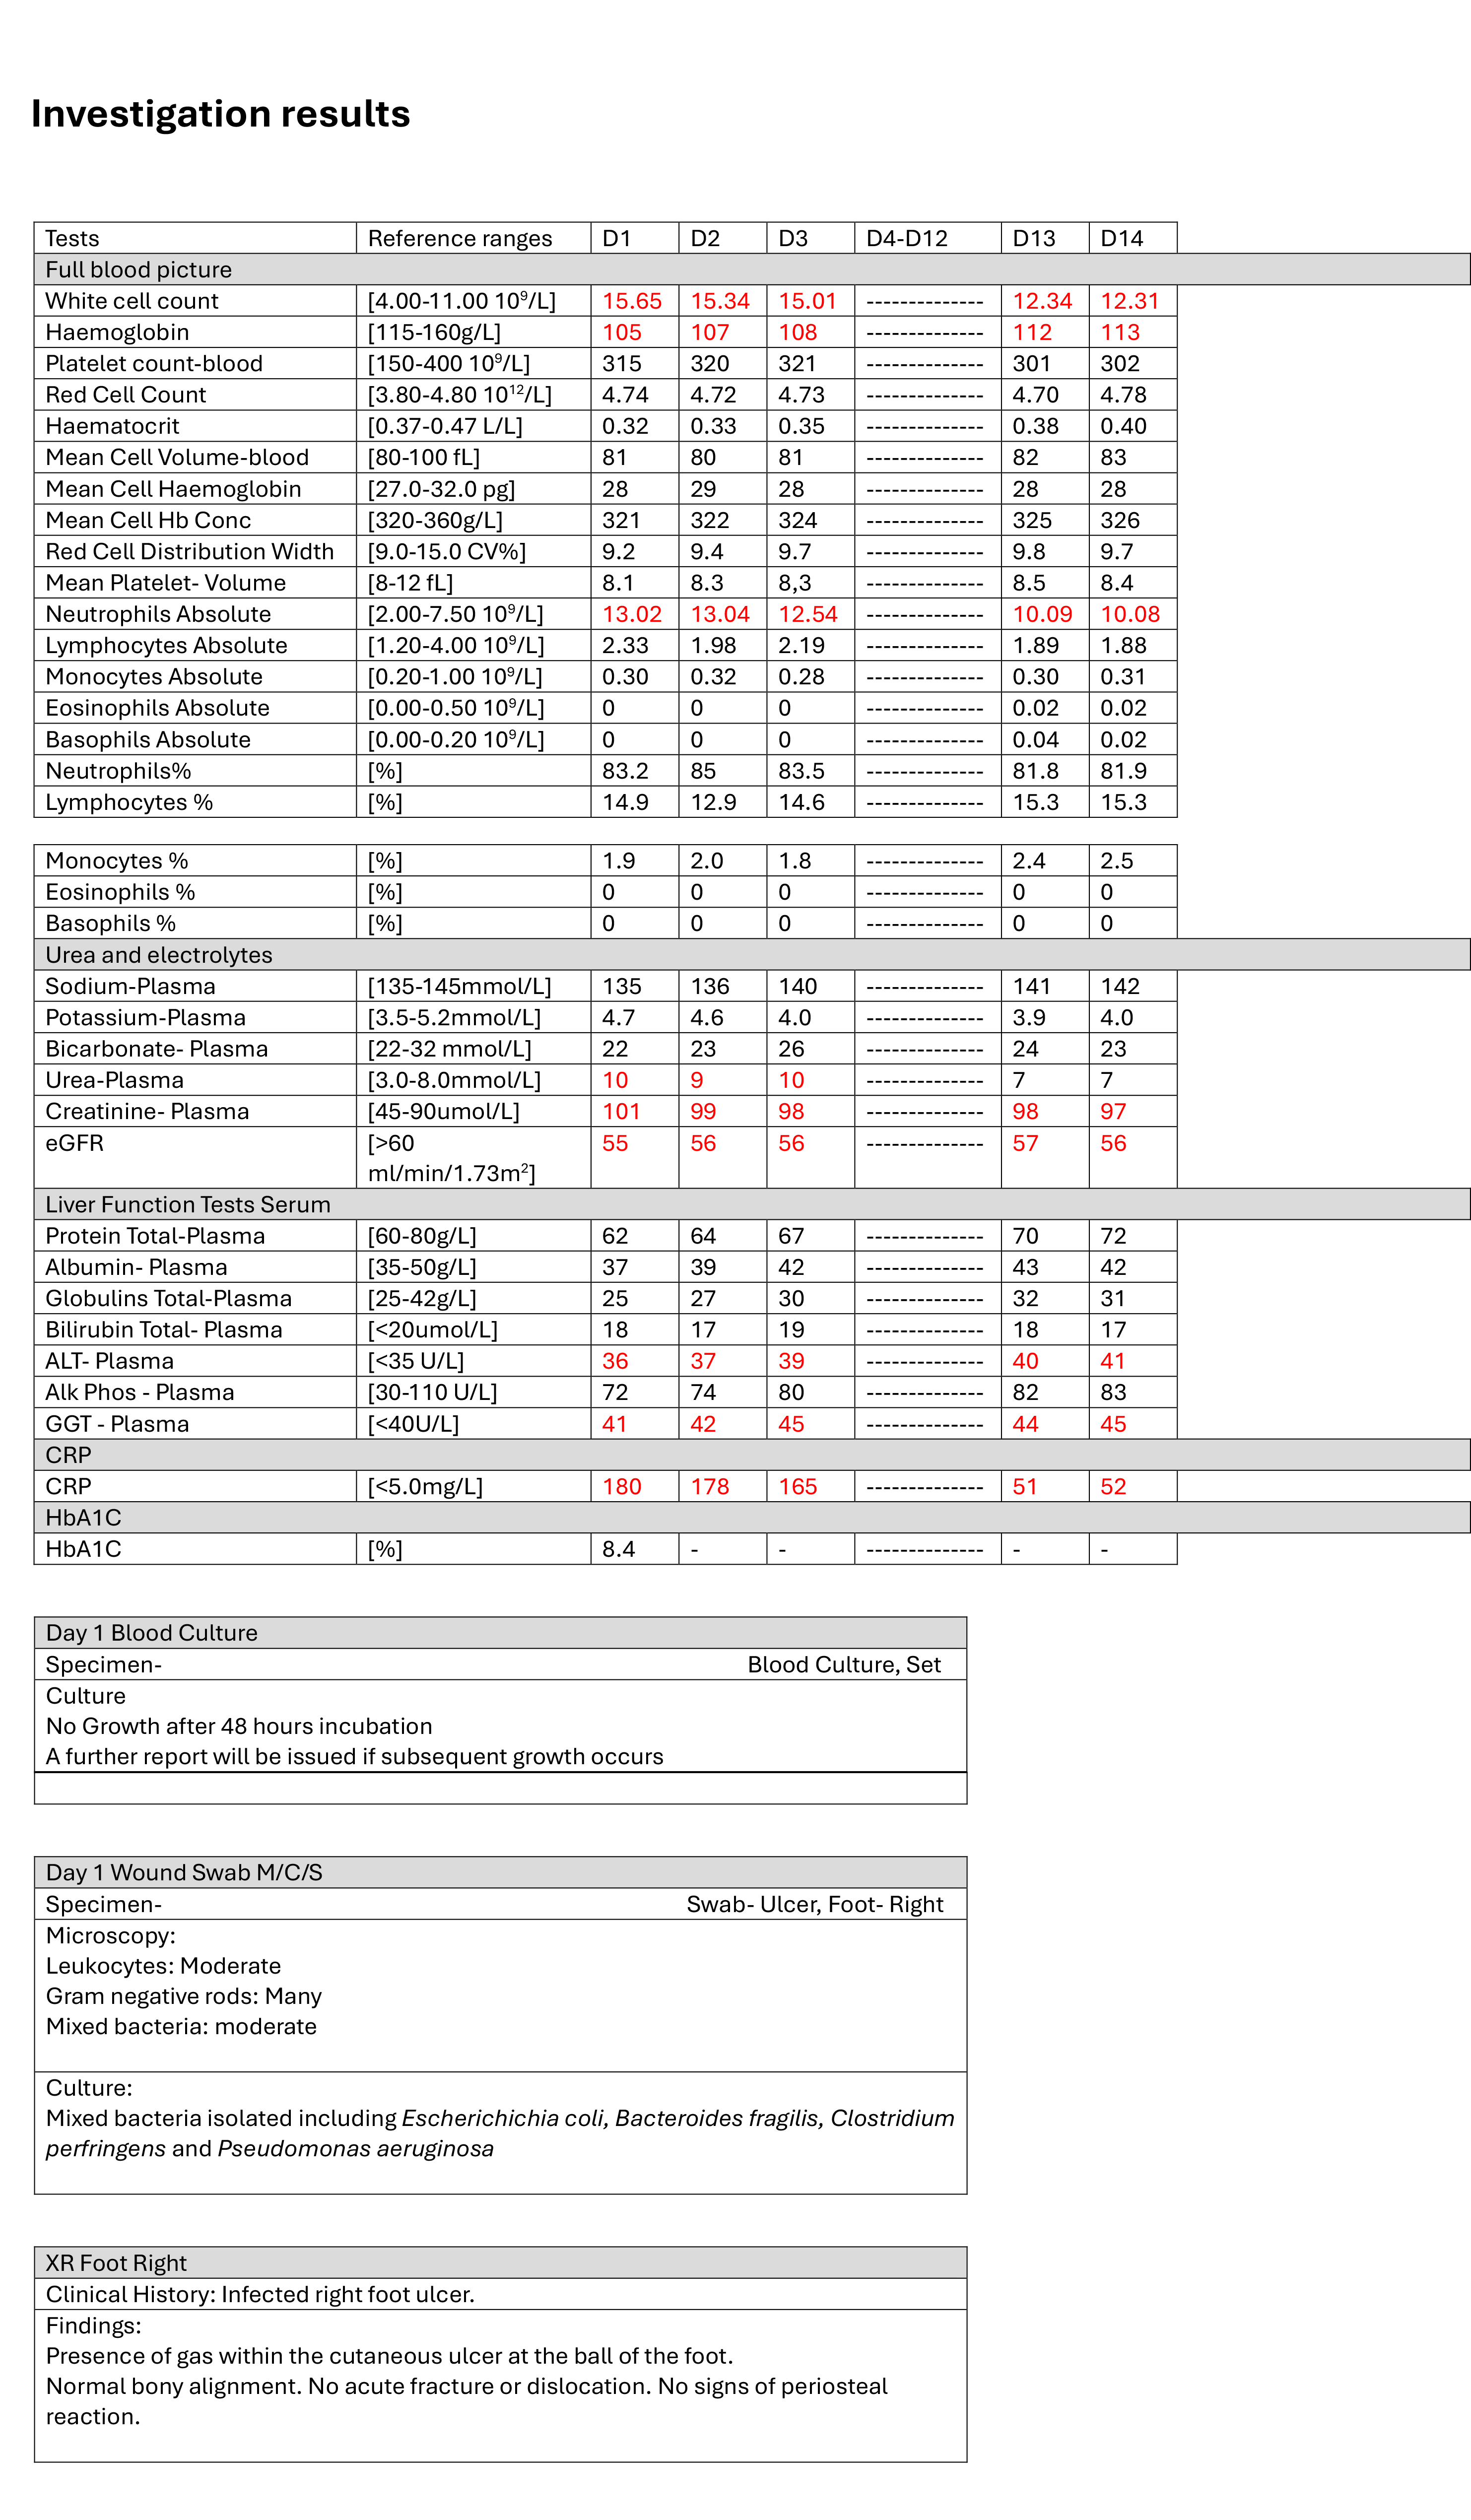 Investigation results
Tests Reference ranges D1 D2 D3 D4-D12 D13 D14
Full blood picture
White cell count [4.00-11.00 10⁹/L] 15.65 15.34 15.01 -------------- 12.34 12.31
Haemoglobin [115-160g/L] 105 107 108 -------------- 112 113
Platelet count-blood [150-400 10⁹/L] 315 320 321 -------------- 301 302
Red Cell Count [3.80-4.80 10¹²/L] 4.74 4.72 4.73 -------------- 4.70 4.78
Haematocrit [0.37-0.47 L/L] 0.32 0.33 0.35 -------------- 0.38 0.40
Mean Cell Volume-blood [80-100 fL] 81 80 81 -------------- 82 83
Mean Cell Haemoglobin [27.0-32.0 pg] 28 29 28 -------------- 28 28
Mean Cell Hb Conc [320-360g/L] 321 322 324 -------------- 325 326
Red Cell Distribution Width [9.0-15.0 CV%] 9.2 9.4 9.7 -------------- 9.8 9.7
Mean Platelet- Volume [8-12 fL] 8.1 8.3 8,3 -------------- 8.5 8.4
Neutrophils Absolute [2.00-7.50 10⁹/L] 13.02 13.04 12.54 -------------- 10.09 10.08
Lymphocytes Absolute [1.20-4.00 10⁹/L] 2.33 1.98 2.19 -------------- 1.89 1.88
Monocytes Absolute [0.20-1.00 10⁹/L] 0.30 0.32 0.28 -------------- 0.30 0.31
Eosinophils Absolute [0.00-0.50 10⁹/L] 0 0 0 -------------- 0.02 0.02
Basophils Absolute [0.00-0.20 10⁹/L] 0 0 0 -------------- 0.04 0.02
Neutrophils% [%] 83.2 85 83.5 -------------- 81.8 81.9
Lymphocytes % [%] 14.9 12.9 14.6 -------------- 15.3 15.3
Monocytes % [%] 1.9 2.0 1.8 -------------- 2.4 2.5
Eosinophils % [%] 0 0 0 -------------- 0 0
Basophils % [%] 0 0 0 -------------- 0 0
Urea and electrolytes
Sodium-Plasma [135-145mmol/L] 135 136 140 -------------- 141 142
Potassium-Plasma [3.5-5.2mmol/L] 4.7 4.6 4.0 -------------- 3.9 4.0
Bicarbonate- Plasma [22-32 mmol/L] 22 23 26 -------------- 24 23
Urea-Plasma [3.0-8.0mmol/L] 10 9 10 -------------- 7 7
Creatinine- Plasma [45-90umol/L] 101 99 98 -------------- 98 97
eGFR [>60 55 56 56 -------------- 57 56
ml/min/1.73m²]
Liver Function Tests Serum
Protein Total-Plasma [60-80g/L] 62 64 67 -------------- 70 72
Albumin- Plasma [35-50g/L] 37 39 42 -------------- 43 42
Globulins Total-Plasma [25-42g/L] 25 27 30 -------------- 32 31
Bilirubin Total- Plasma [<20umol/L] 18 17 19 -------------- 18 17
ALT- Plasma [<35 U/L] 36 37 39 -------------- 40 41
Alk Phos - Plasma [30-110 U/L] 72 74 80 -------------- 82 83
GGT - Plasma [<40U/L] 41 42 45 -------------- 44 45
CRP
CRP [<5.0mg/L] 180 178 165 -------------- 51 52
HbA1C
HbA1C [%] 8.4 - - -------------- - -
Day 1 Blood Culture
Specimen- Blood Culture, Set
Culture
No Growth after 48 hours incubation
A further report will be issued if subsequent growth occurs
Day 1 Wound Swab M/C/S
Specimen- Swab- Ulcer, Foot- Right
Microscopy:
Leukocytes: Moderate
Gram negative rods: Many
Mixed bacteria: moderate
Culture:
Mixed bacteria isolated including Escherichichia coli, Bacteroides fragilis, Clostridium
perfringens and Pseudomonas aeruginosa
XR Foot Right
Clinical History: Infected right foot ulcer.
Findings:
Presence of gas within the cutaneous ulcer at the ball of the foot.
Normal bony alignment. No acute fracture or dislocation. No signs of periosteal
reaction.